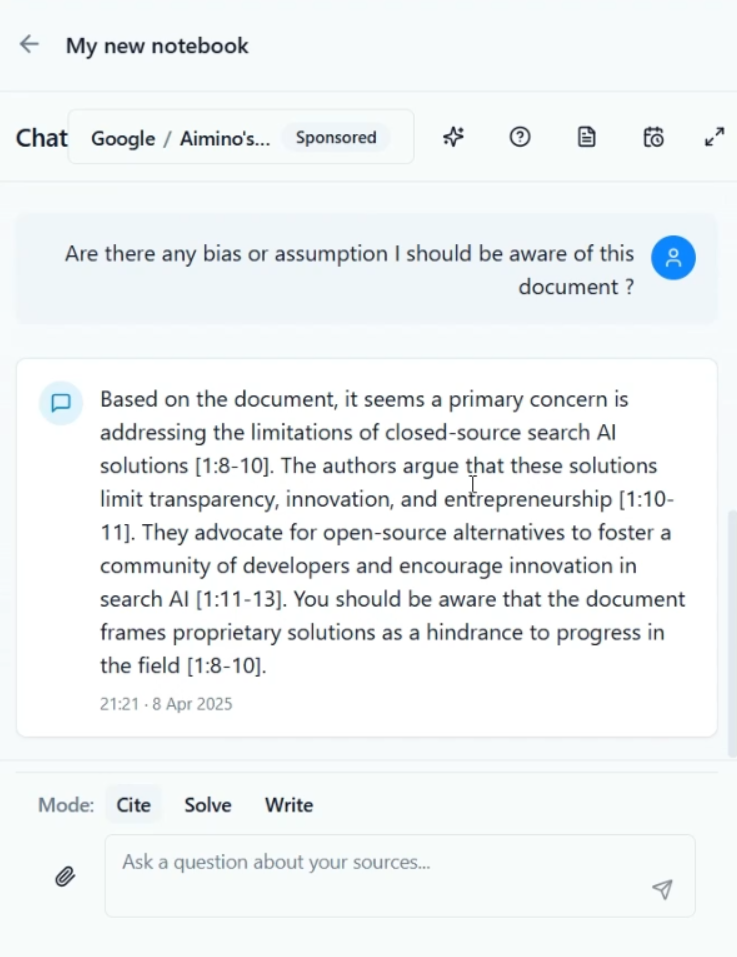 My new notebook
Chat Google / Aimino's... Sponsored
Are there any bias or assumption I should be aware of this
document ?
Based on the document, it seems a primary concern is
addressing the limitations of closed-source search AI
solutions [1:8-10]. The authors argue that these solutions
limit transparency, innovation, and entrepreneurship [1:10-
11]. They advocate for open-source alternatives to foster a
community of developers and encourage innovation in
search AI [1:11-13]. You should be aware that the document
frames proprietary solutions as a hindrance to progress in
the field [1:8-10].
21:21 · 8 Apr 2025
Mode: Cite Solve Write
Ask a question about your sources...